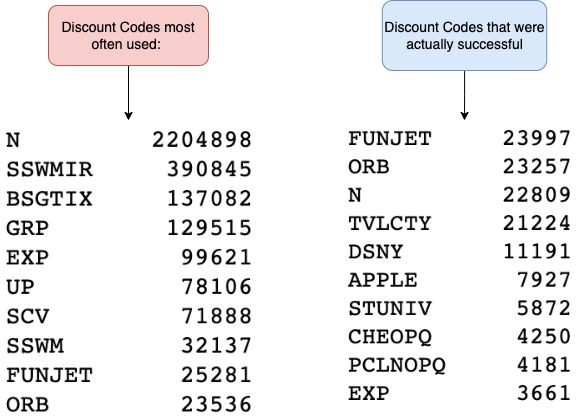 Discount Codes most
often used:
N 2204898
SSWMIR 390845
BSGTIX 137082
GRP 129515
EXP 99621
UP 78106
SCV 71888
SSWM 32137
FUNJET 25281
ORB 23536
Discount Codes that were
actually successful
FUNJET 23997
ORB 23257
N 22809
TVLCTY 21224
DSNY 11191
APPLE 7927
STUNIV 5872
CHEOPQ 4250
PCLNOPQ 4181
EXP 3661